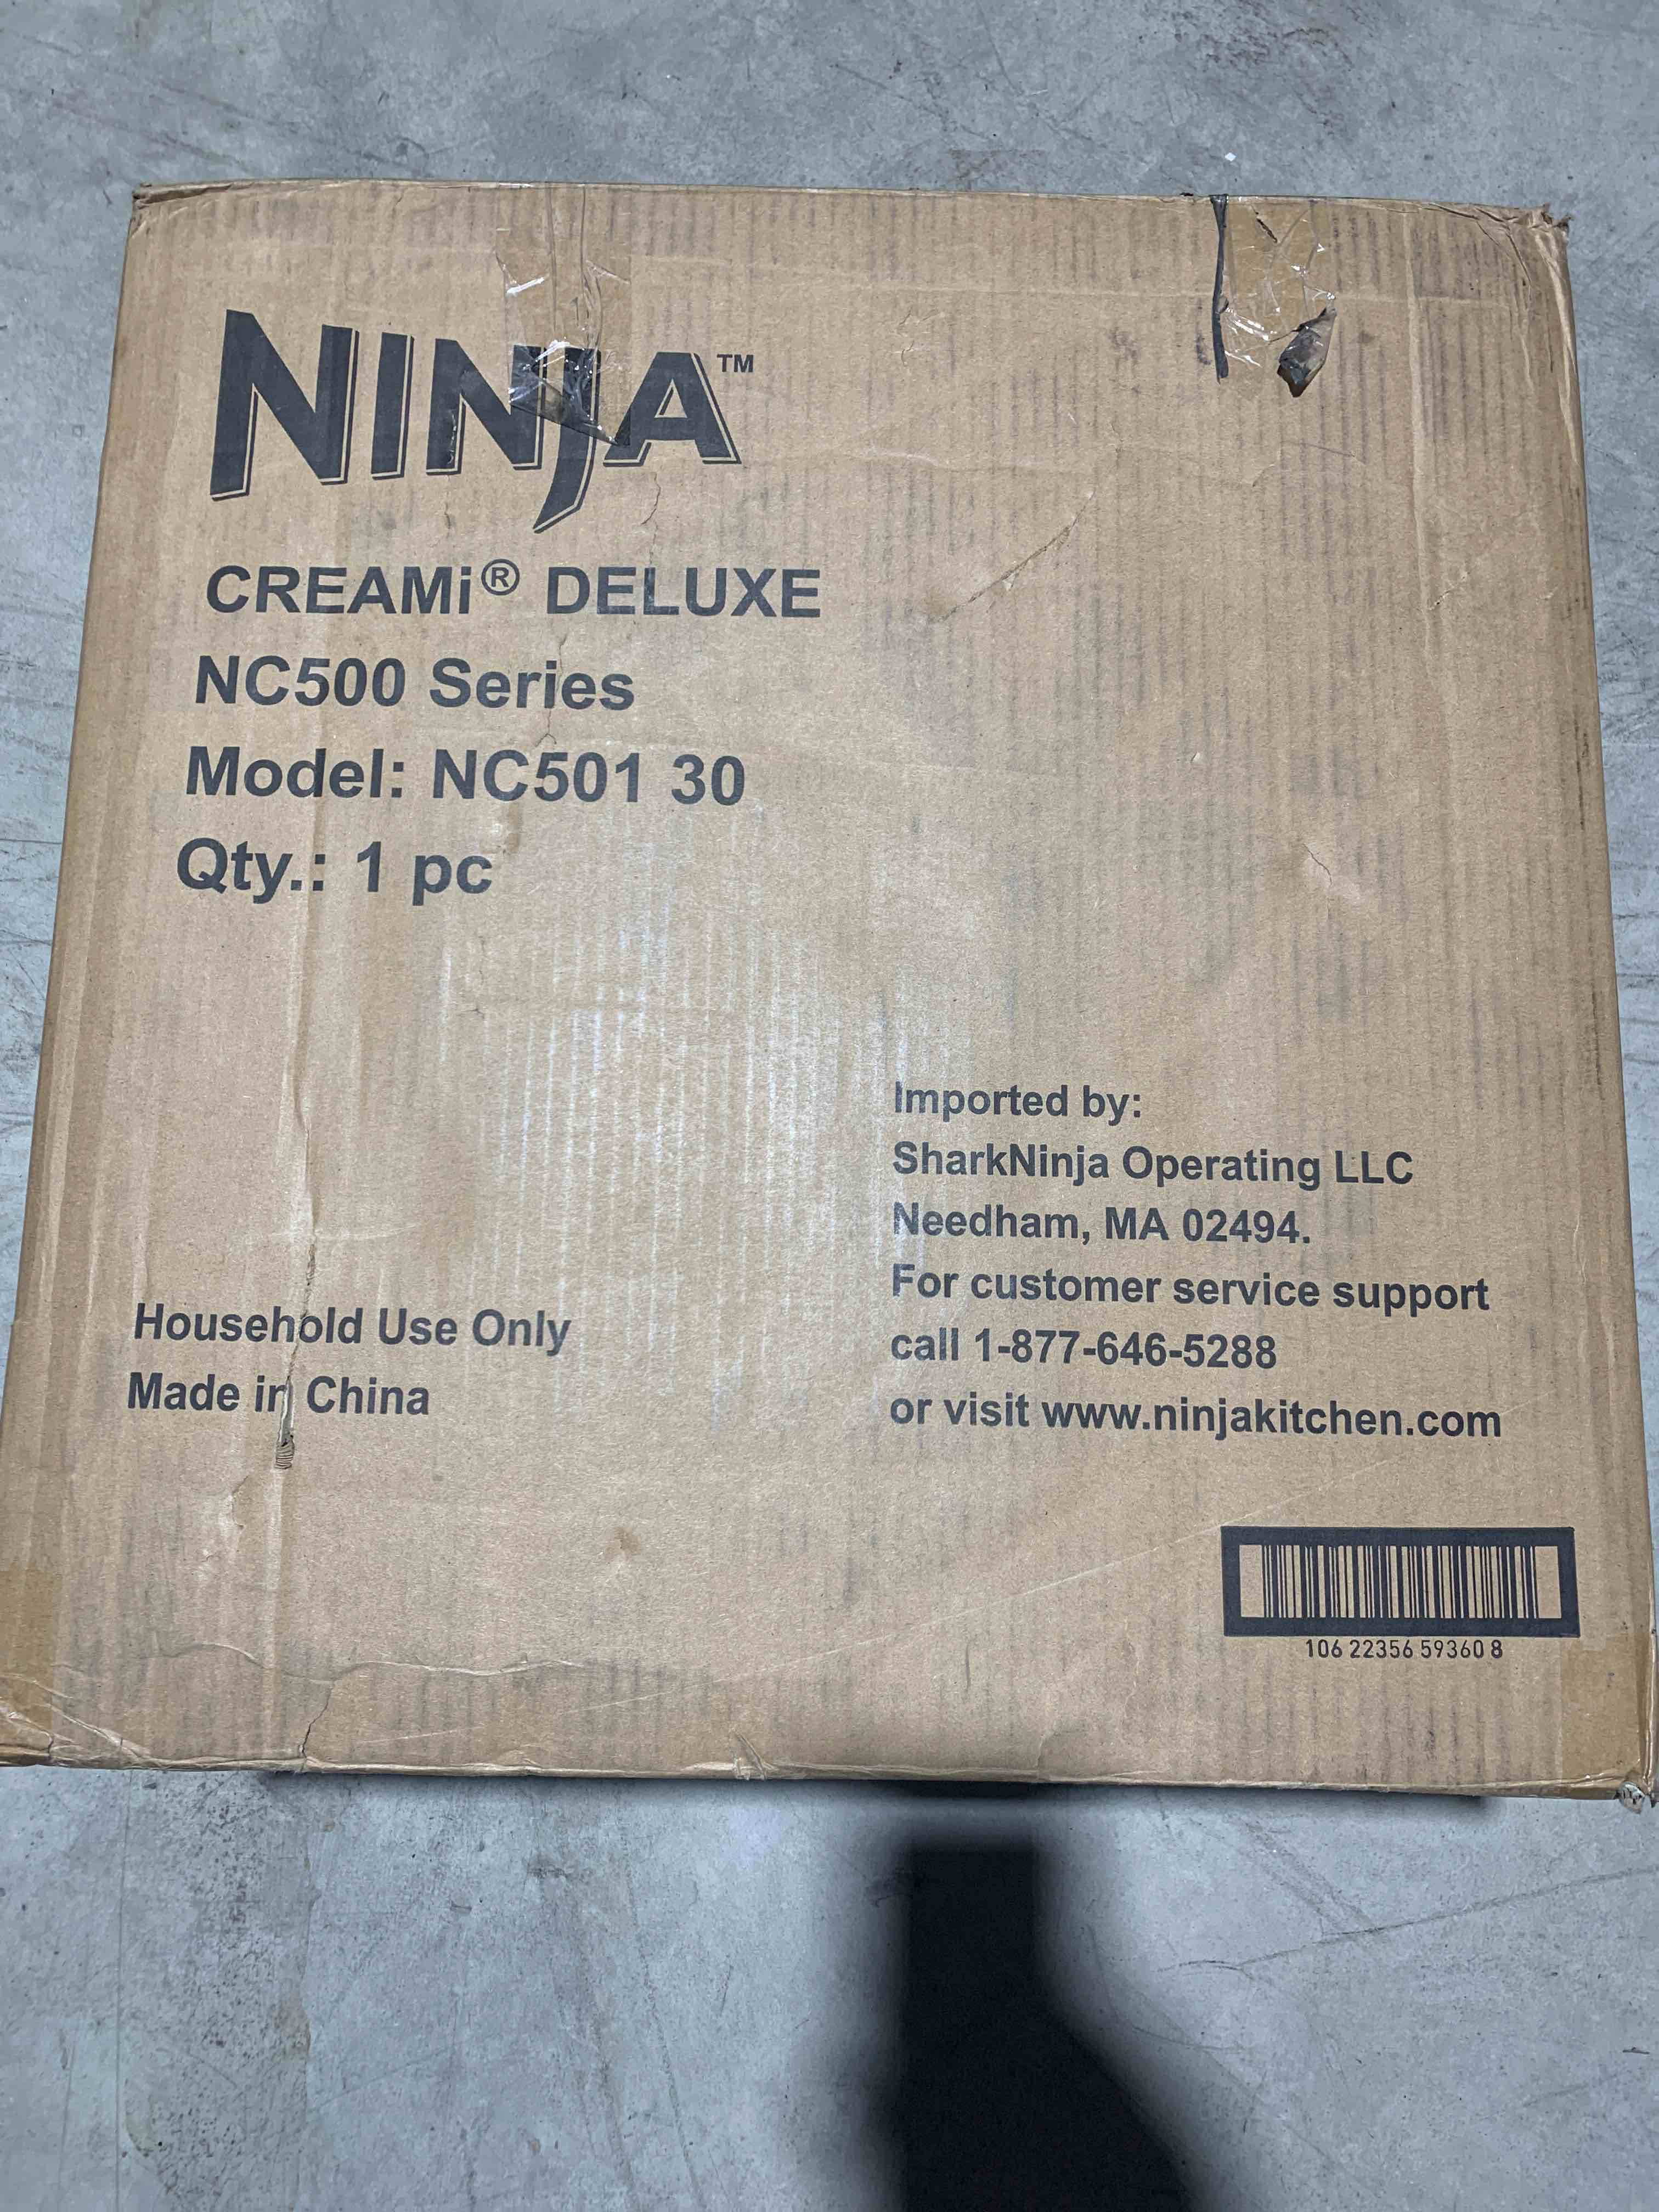 NINJA™
CREAMi® DELUXE
NC500 Series
Model: NC501 30
Qty.: 1 pc
Imported by:
SharkNinja Operating LLC
Needham, MA 02494.
For customer service support
call 1-877-646-5288
or visit www.ninjakitchen.com
Household Use Only
Made in China
106 22356 59360 8